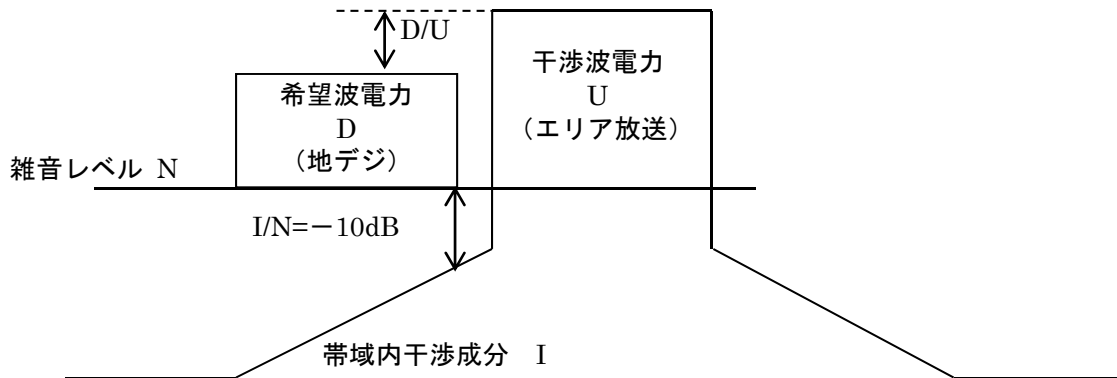 D/U
希望波電力
D
（地デジ）
干渉波電力
U
（エリア放送）
雑音レベル N
I/N=－10dB
帯域内干渉成分 I